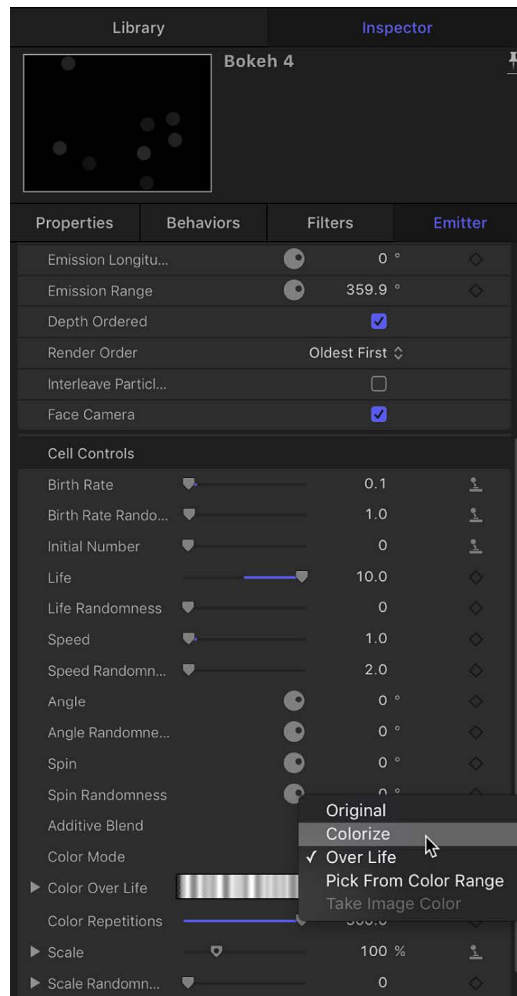 Library Inspector
Bokeh 4
Properties Behaviors Filters Emitter
Emission Longitu... 0 °
Emission Range 359.9 °
Depth Ordered
Render Order Oldest First
Interleave Particl...
Face Camera
Cell Controls
Birth Rate 0.1
Birth Rate Rando... 1.0
Initial Number 0
Life 10.0
Life Randomness 0
Speed 1.0
Speed Randomn... 2.0
Angle 0 °
Angle Randomne... 0 °
Spin 0 °
Spin Randomness 0 °
Original
Additive Blend
Colorize
Color Mode
✓ Over Life
Color Over Life
Pick From Color Range
Take Image Color
Color Repetitions
Scale 100 %
Scale Randomn... 0